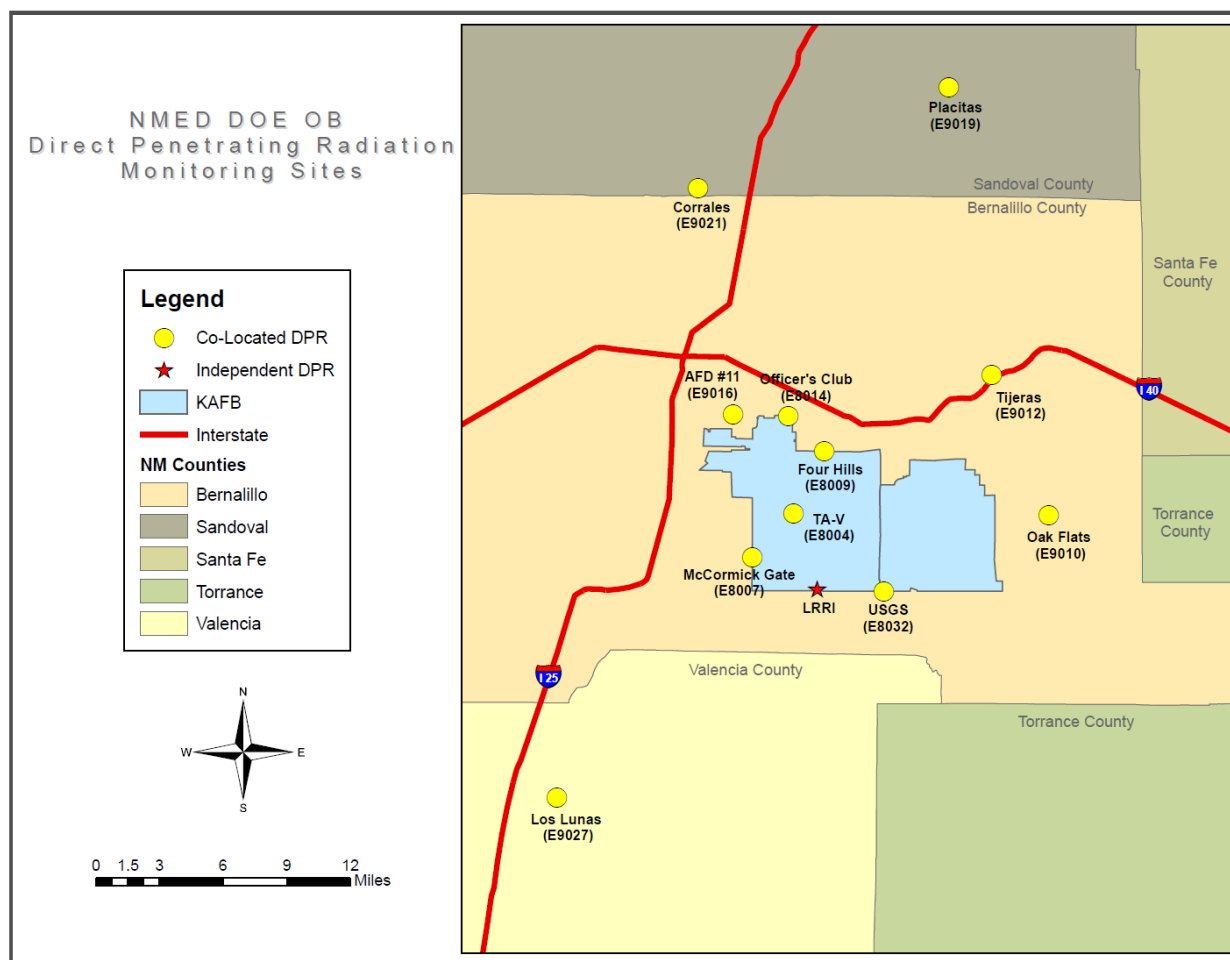 NMED DOE OB
Direct Penetrating Radiation
Monitoring Sites
Legend
Co-Located DPR
Independent DPR
KAFB
Interstate
NM Counties
Bernalillo
Sandoval
Santa Fe
Torrance
Valencia
N
W
E
S
0 1.5 3 6 9 12
Miles
Placitas
(E9019)
Sandoval County
Bernalillo County
Corrales
(E9021)
Santa Fe
County
AFD #11
(E9016)
Officer's Club
(E8014)
Tijeras
(E9012)
I 40
Four Hills
(E8009)
TA-V
(E8004)
Oak Flats
(E9010)
Torrance
County
McCormick Gate
(E8007)
LRRI
USGS
(E8032)
Valencia County
I 25
Torrance County
Los Lunas
(E9027)